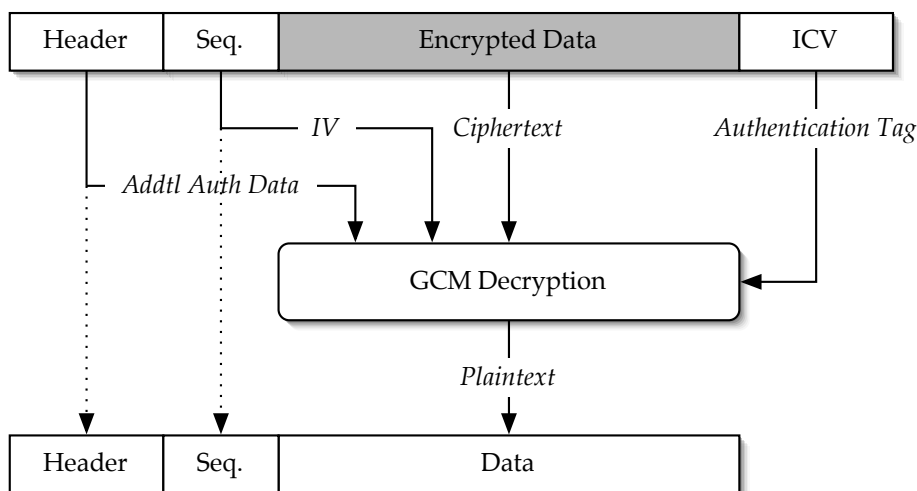 Header Seq. Encrypted Data ICV
IV Ciphertext Authentication Tag
Addtl Auth Data
GCM Decryption
Plaintext
Header Seq. Data